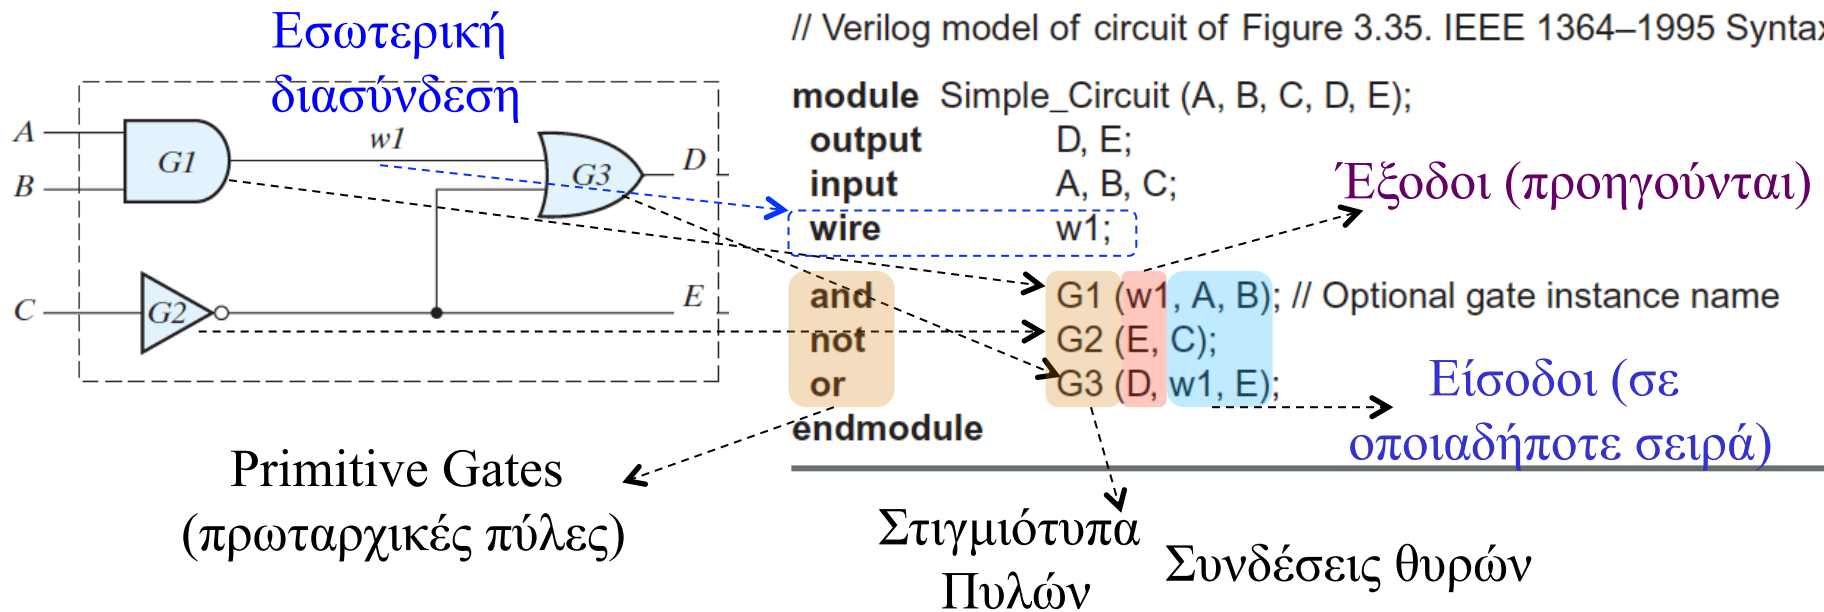 Εσωτερική
διασύνδεση
A
B
C
G1
w1
G3
G2
D
E
// Verilog model of circuit of Figure 3.35. IEEE 1364–1995 Syntax
module Simple_Circuit (A, B, C, D, E);
output D, E;
input A, B, C;
wire w1;
and G1 (w1, A, B); // Optional gate instance name
not G2 (E, C);
or G3 (D, w1, E);
endmodule
Έξοδοι (προηγούνται)
Είσοδοι (σε
οποιαδήποτε σειρά)
Primitive Gates
(πρωταρχικές πύλες)
Στιγμιότυπα
Πυλών
Συνδέσεις θυρών